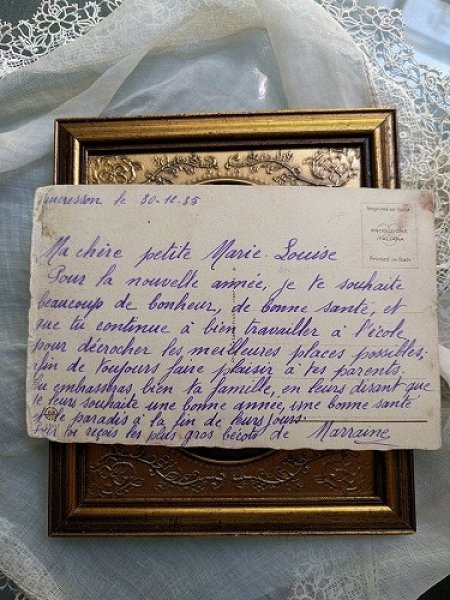 Vaucresson le 30-12-35
Imprimé en Italie
PRODUZIONE
ITALIANA
Printed in Italy
Ma chère petite Marie-Louise
Pour la nouvelle année, je te souhaite
beaucoup de bonheur, de bonne santé, et
que tu continue à bien travailler à l'école
pour décrocher les meilleures places possibles,
afin de toujours faire plaisir à tes parents.
Tu embrassas bien ta famille, en leurs disant que
je leurs souhaite une bonne année, une bonne santé
et le paradis à la fin de leurs jours.
toi reçois les plus gros bécots de Marraine